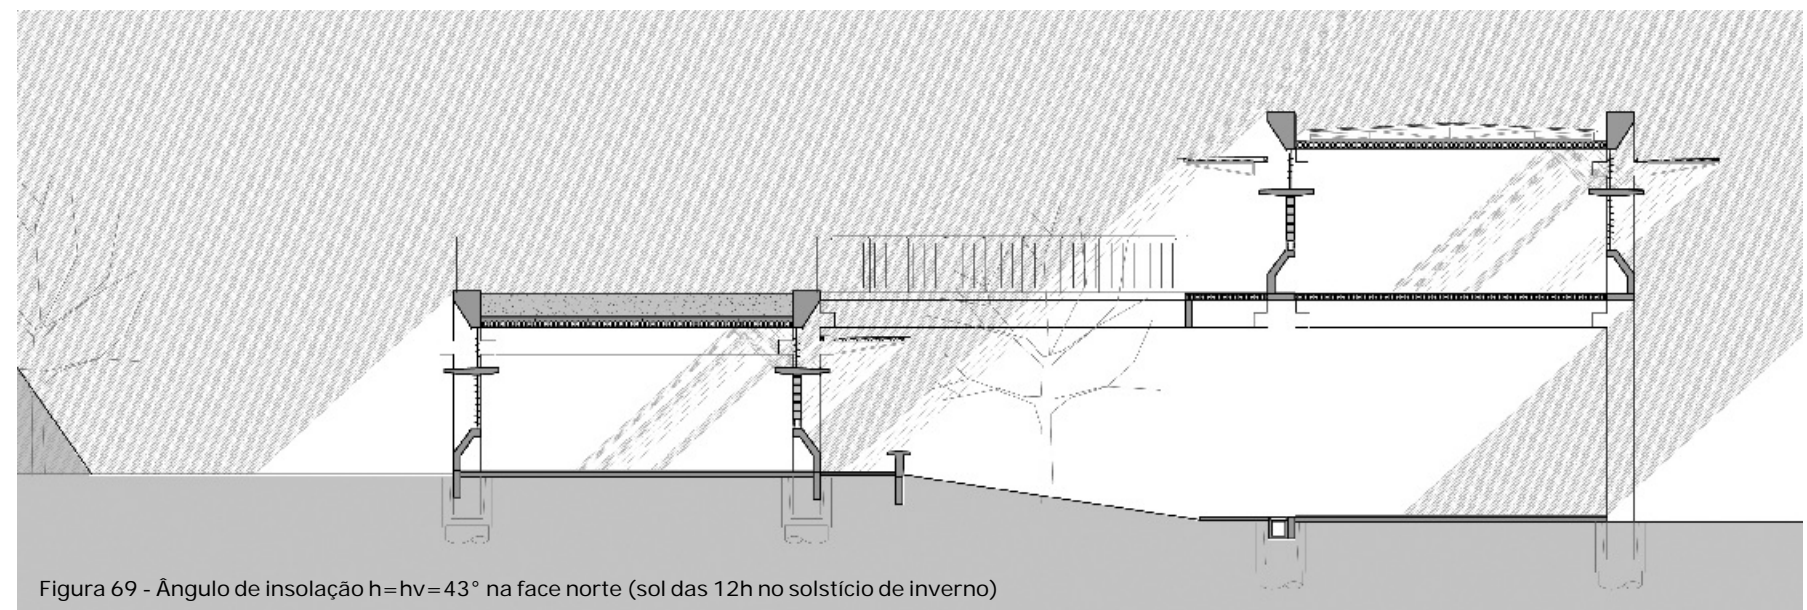 Figura 69 - Ângulo de insolação h=hv=43° na face norte (sol das 12h no solstício de inverno)